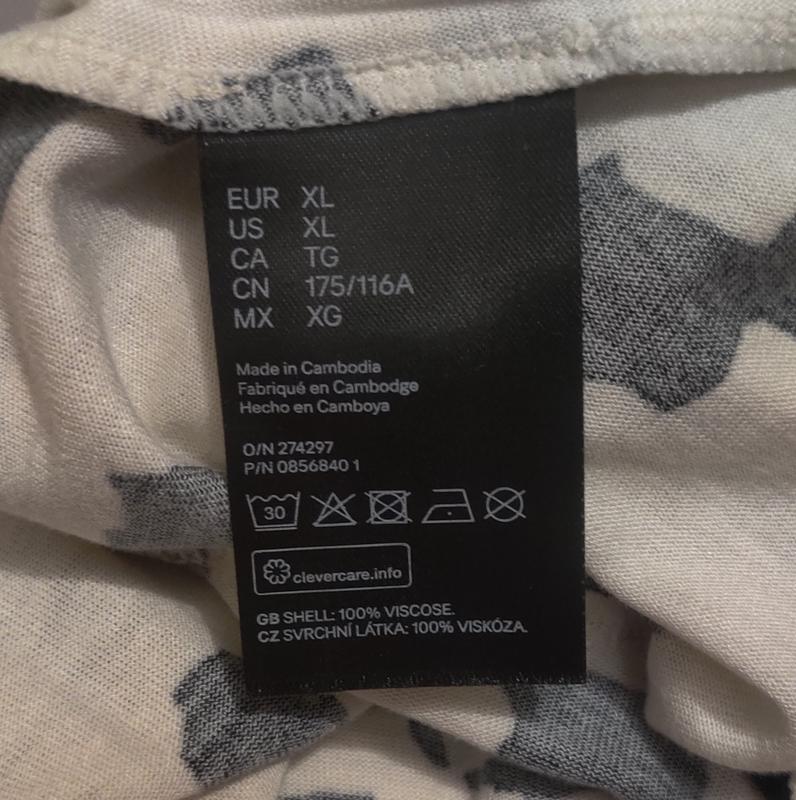 EUR XL
US XL
CA TG
CN 175/116A
MX XG
Made in Cambodia
Fabriqué en Cambodge
Hecho en Camboya
O/N 274297
P/N 0856840 1
30
clevercare.info
GB SHELL: 100% VISCOSE.
CZ SVRCHNÍ LÁTKA: 100% VISKÓZA.